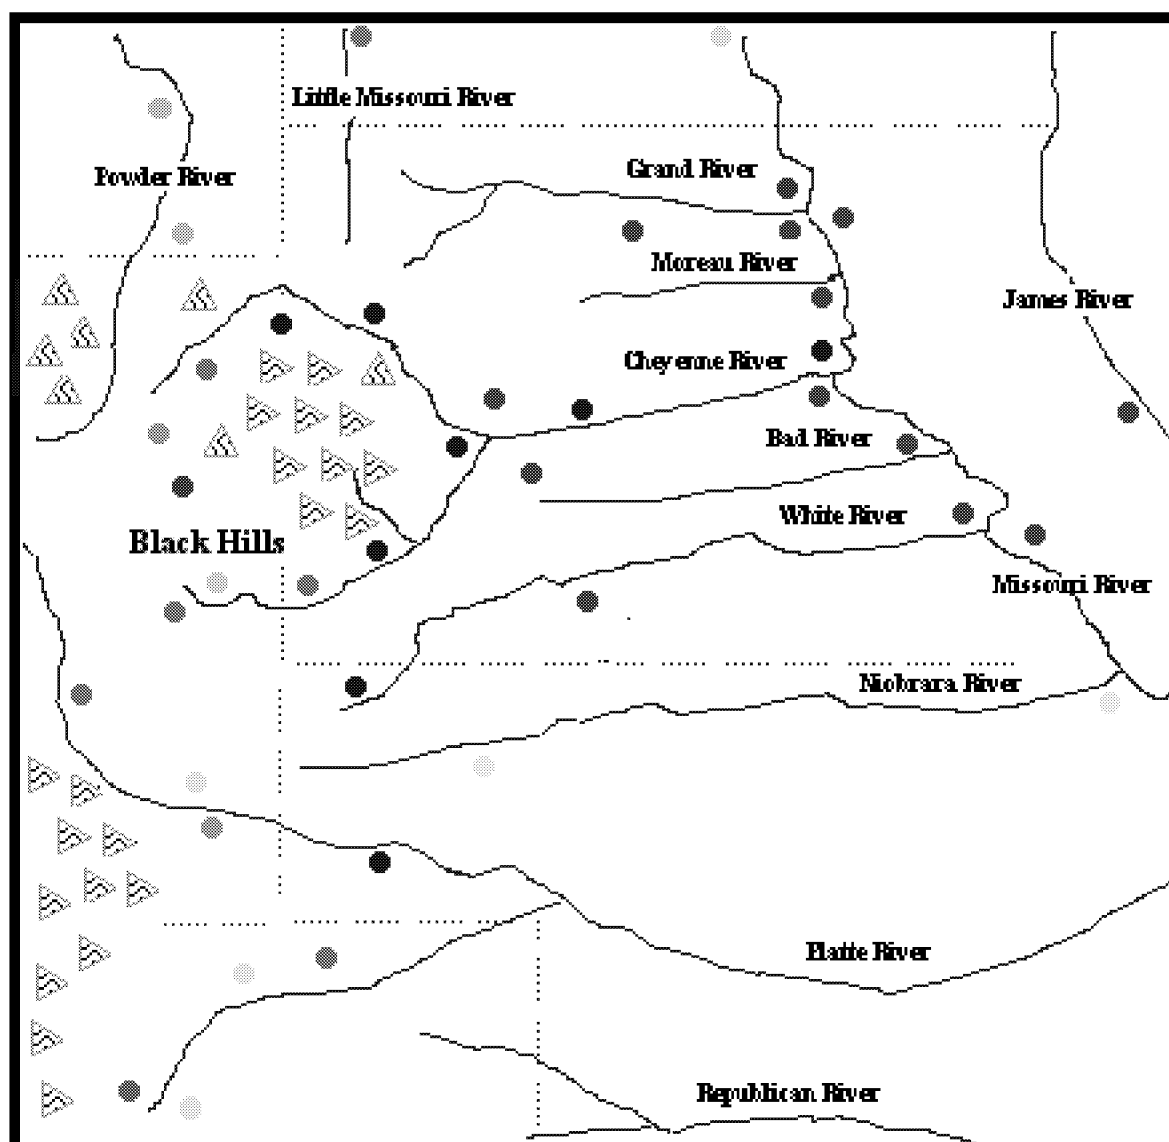 Little Missouri River
Grand River
Powder River
Moreau River
James River
Cheyenne River
Bad River
White River
Black Hills
Missouri River
Niobrara River
Platte River
Republican River